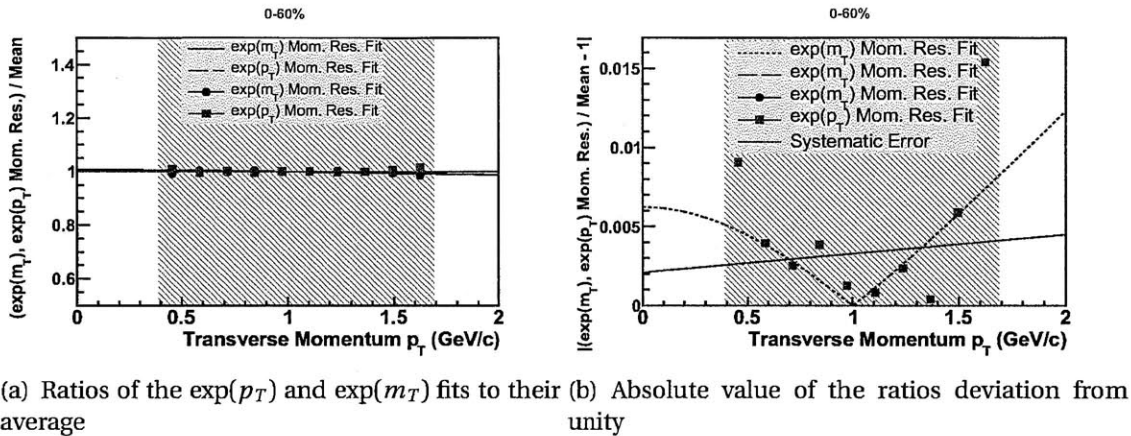 0-60%
(exp(m_T), exp(p_T) Mom. Res.) / Mean
1.4
1.2
1
0.8
0.6
exp(m_T) Mom. Res. Fit
exp(p_T) Mom. Res. Fit
exp(m_T) Mom. Res. Fit
exp(p_T) Mom. Res. Fit
0 0.5 1 1.5 2
Transverse Momentum p_T (GeV/c)
0-60%
|(exp(m_T), exp(p_T) Mom. Res.) / Mean - 1|
0.015
0.01
0.005
0
exp(m_T) Mom. Res. Fit
exp(m_T) Mom. Res. Fit
exp(m_T) Mom. Res. Fit
exp(p_T) Mom. Res. Fit
Systematic Error
0 0.5 1 1.5 2
Transverse Momentum p_T (GeV/c)
(a) Ratios of the exp(p_T) and exp(m_T) fits to their
average
(b) Absolute value of the ratios deviation from
unity